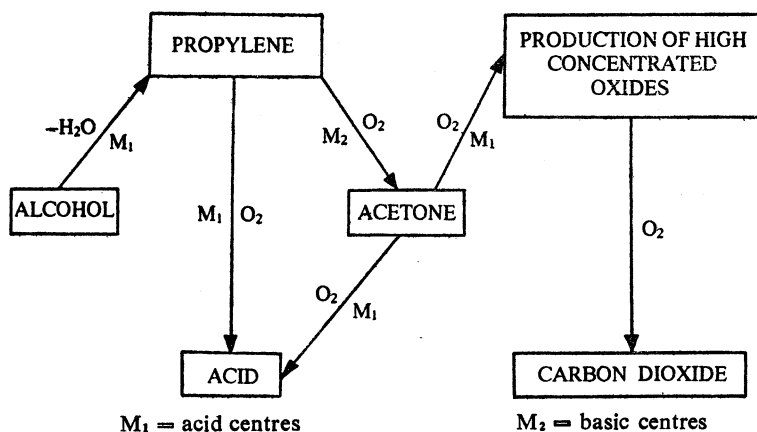 PROPYLENE
PRODUCTION OF HIGH
CONCENTRATED
OXIDES
–H₂O
M₁
O₂
M₂
O₂
M₁
ALCOHOL
M₁
O₂
ACETONE
O₂
O₂
M₁
ACID
CARBON DIOXIDE
M₁ = acid centres
M₂ = basic centres